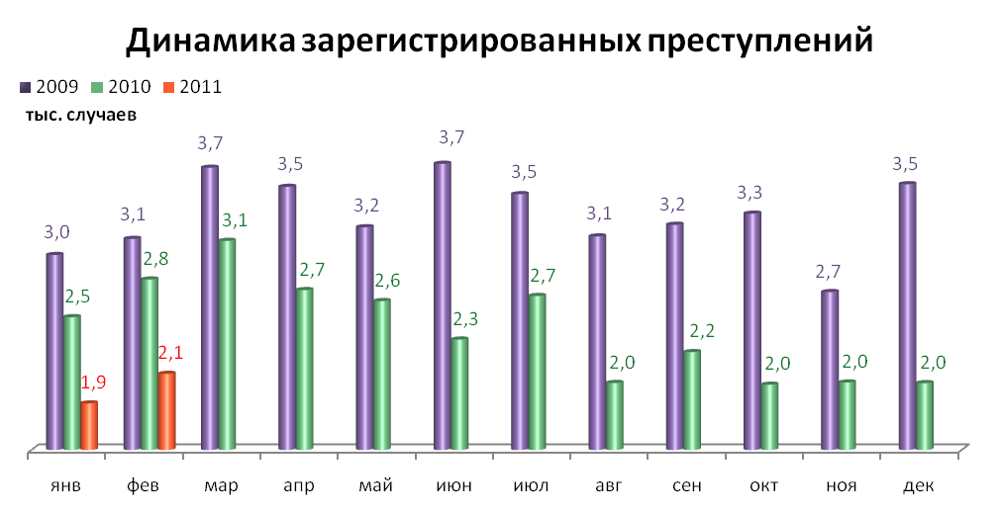 Динамика зарегистрированных преступлений
2009 2010 2011
тыс. случаев
3,0 2,5 1,9
3,1 2,8 2,1
3,7 3,1
3,5 2,7
3,2 2,6
3,7 2,3
3,5 2,7
3,1 2,0
3,2 2,2
3,3 2,0
2,7 2,0
3,5 2,0
янв фев мар апр май июн июл авг сен окт ноя дек